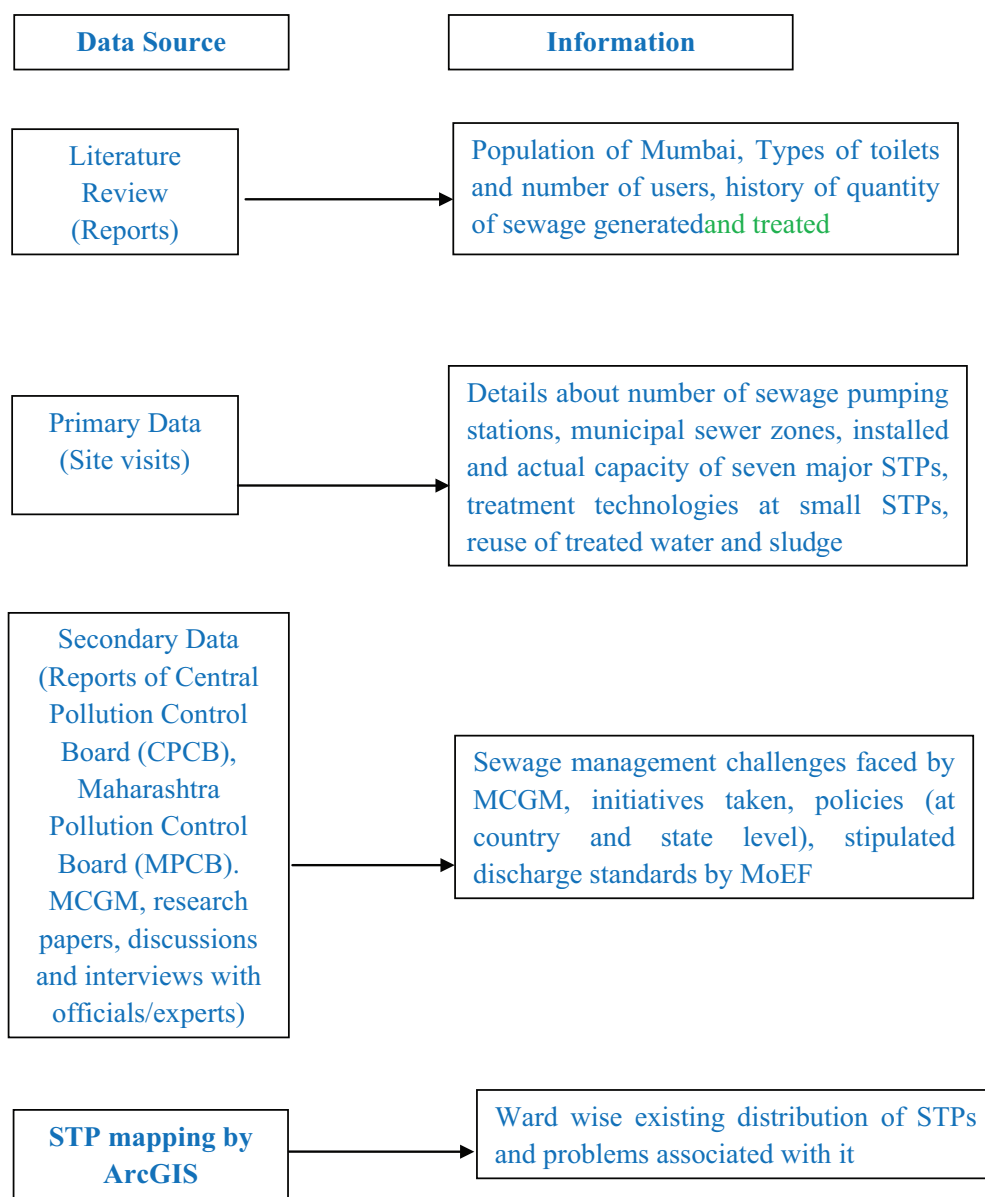 Data Source
Information
Literature
Review
(Reports)
Population of Mumbai, Types of toilets
and number of users, history of quantity
of sewage generatedand treated
Primary Data
(Site visits)
Details about number of sewage pumping
stations, municipal sewer zones, installed
and actual capacity of seven major STPs,
treatment technologies at small STPs,
reuse of treated water and sludge
Secondary Data
(Reports of Central
Pollution Control
Board (CPCB),
Maharashtra
Pollution Control
Board (MPCB).
MCGM, research
papers, discussions
and interviews with
officials/experts)
Sewage management challenges faced by
MCGM, initiatives taken, policies (at
country and state level), stipulated
discharge standards by MoEF
STP mapping by
ArcGIS
Ward wise existing distribution of STPs
and problems associated with it